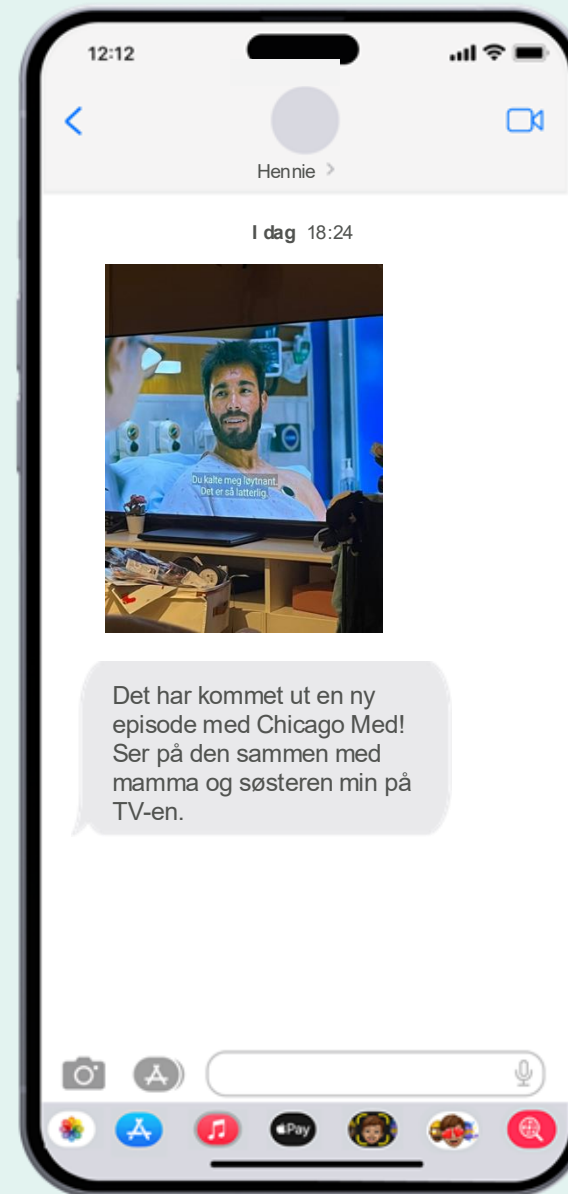 12:12
Hennie
I dag 18:24
Du kalte meg løytnant.
Det er så latterlig.
Det har kommet ut en ny
episode med Chicago Med!
Ser på den sammen med
mamma og søsteren min på
TV-en.
Pay